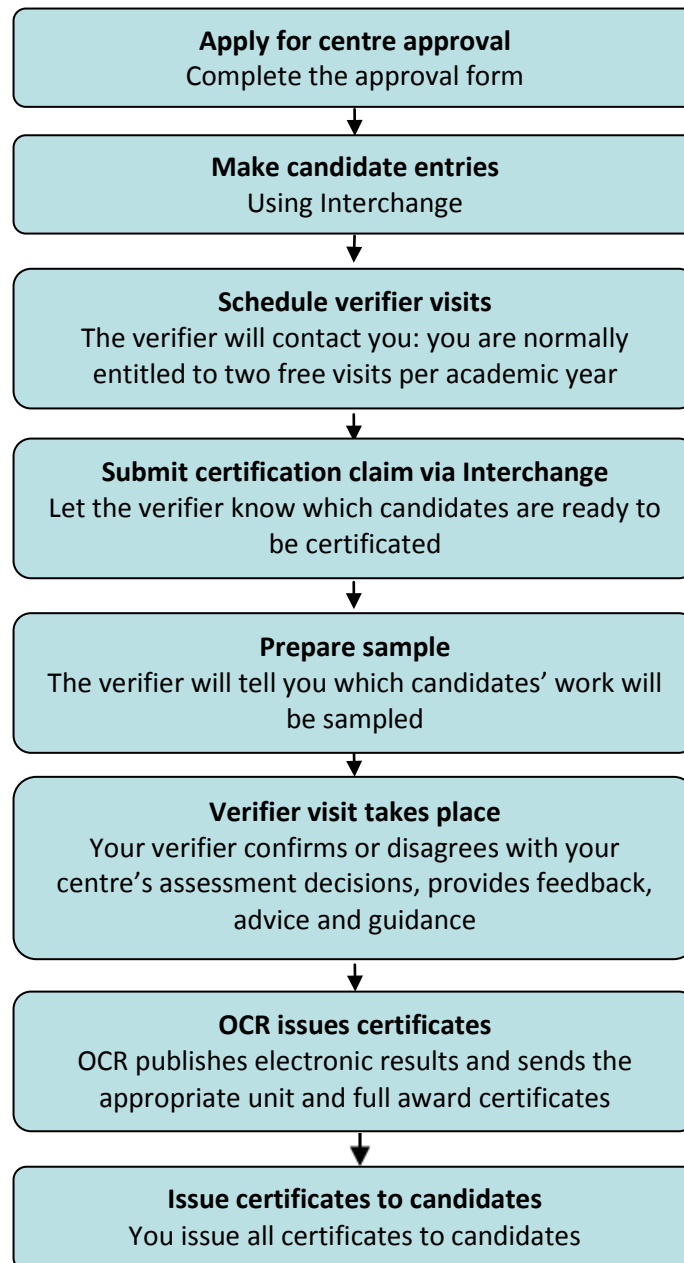 Apply for centre approval
Complete the approval form
Make candidate entries
Using Interchange
Schedule verifier visits
The verifier will contact you: you are normally
entitled to two free visits per academic year
Submit certification claim via Interchange
Let the verifier know which candidates are ready to
be certificated
Prepare sample
The verifier will tell you which candidates’ work will
be sampled
Verifier visit takes place
Your verifier confirms or disagrees with your
centre’s assessment decisions, provides feedback,
advice and guidance
OCR issues certificates
OCR publishes electronic results and sends the
appropriate unit and full award certificates
Issue certificates to candidates
You issue all certificates to candidates